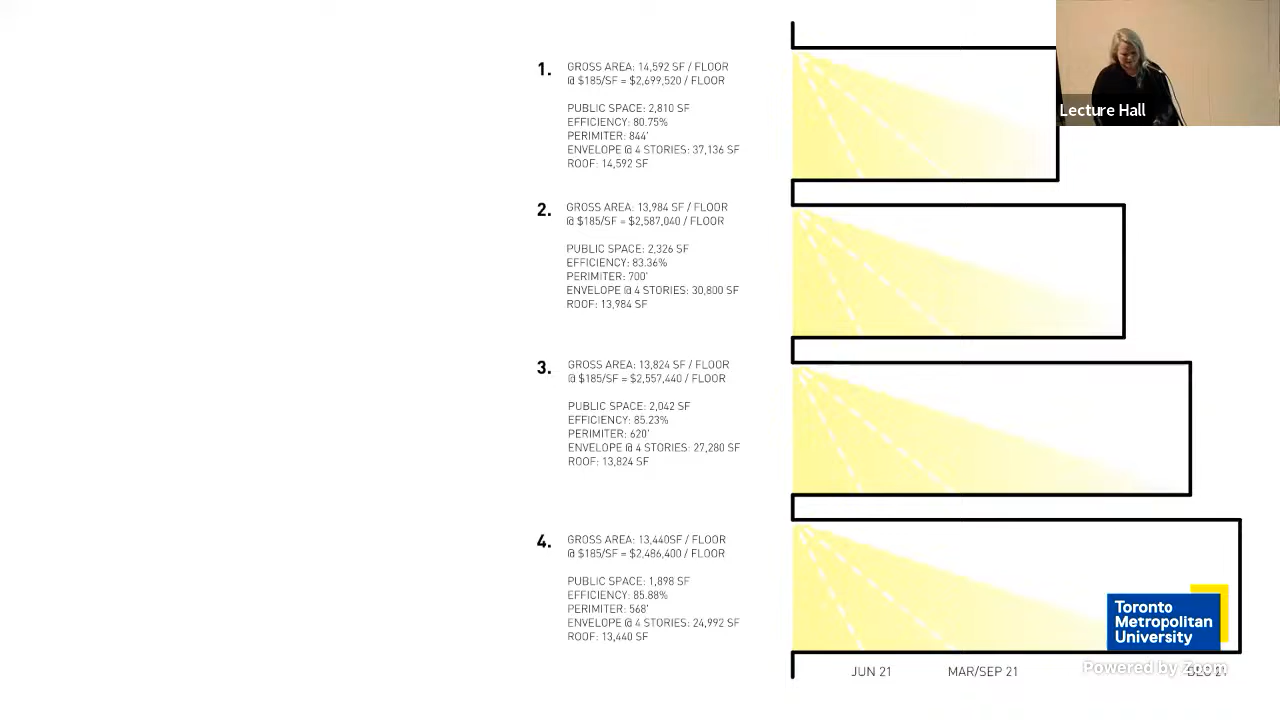 1.
GROSS AREA: 14,592 SF / FLOOR
@ $185/SF = $2,699,520 / FLOOR
PUBLIC SPACE: 2,810 SF
EFFICIENCY: 80.75%
PERIMITER: 844'
ENVELOPE @ 4 STORIES: 37,136 SF
ROOF: 14,592 SF
Lecture Hall
2.
GROSS AREA: 13,984 SF / FLOOR
@ $185/SF = $2,587,040 / FLOOR
PUBLIC SPACE: 2,326 SF
EFFICIENCY: 83.36%
PERIMITER: 700'
ENVELOPE @ 4 STORIES: 30,800 SF
ROOF: 13,984 SF
3.
GROSS AREA: 13,824 SF / FLOOR
@ $185/SF = $2,557,440 / FLOOR
PUBLIC SPACE: 2,042 SF
EFFICIENCY: 85.23%
PERIMITER: 620'
ENVELOPE @ 4 STORIES: 27,280 SF
ROOF: 13,824 SF
4.
GROSS AREA: 13,440SF / FLOOR
@ $185/SF = $2,486,400 / FLOOR
PUBLIC SPACE: 1,898 SF
EFFICIENCY: 85.88%
PERIMITER: 568'
ENVELOPE @ 4 STORIES: 24,992 SF
ROOF: 13,440 SF
Toronto
Metropolitan
University
JUN 21
MAR/SEP 21
DEC 21
Powered by Zoom